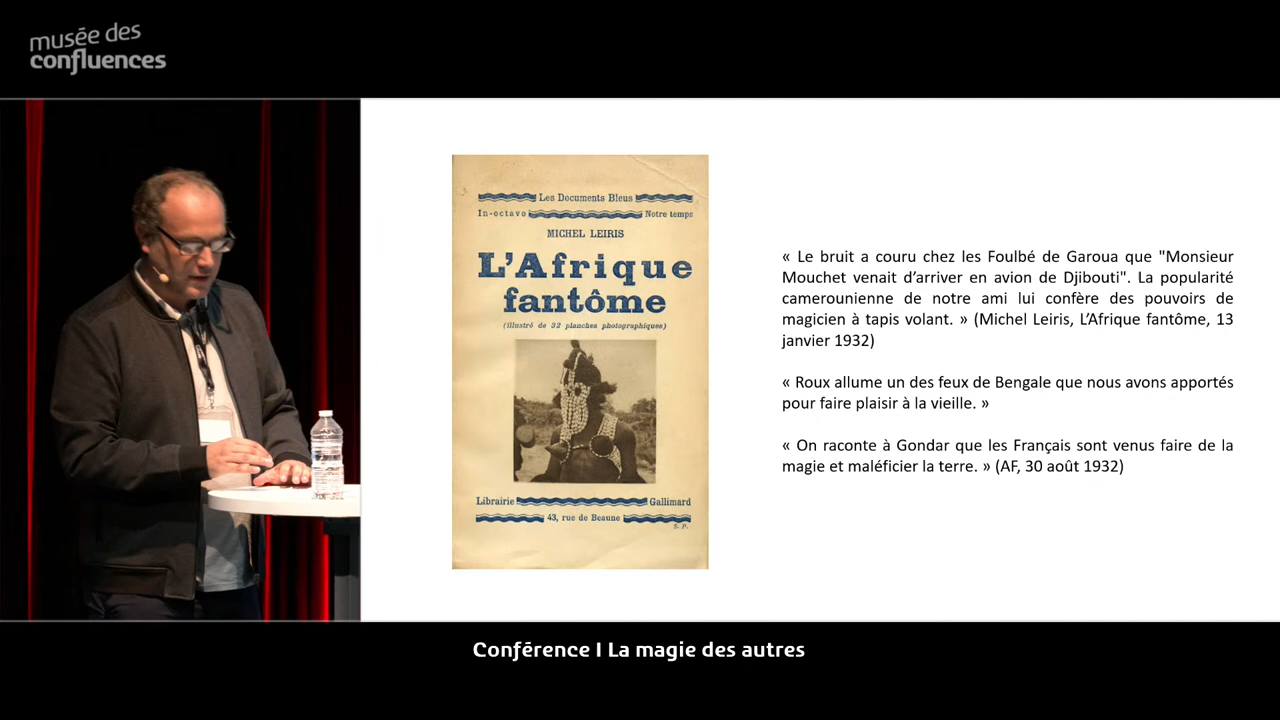 musée des
confluences
Les Documents Bleus
In-octavo Notre temps
MICHEL LEIRIS
L'Afrique
fantôme
(illustré de 32 planches photographiques)
Librairie Gallimard
43, rue de Beaune
S. P.
« Le bruit a couru chez les Foulbé de Garoua que "Monsieur
Mouchet venait d'arriver en avion de Djibouti". La popularité
camerounienne de notre ami lui confère des pouvoirs de
magicien à tapis volant. » (Michel Leiris, L'Afrique fantôme, 13
janvier 1932)
« Roux allume un des feux de Bengale que nous avons apportés
pour faire plaisir à la vieille. »
« On raconte à Gondar que les Français sont venus faire de la
magie et maléficier la terre. » (AF, 30 août 1932)
Conférence I La magie des autres